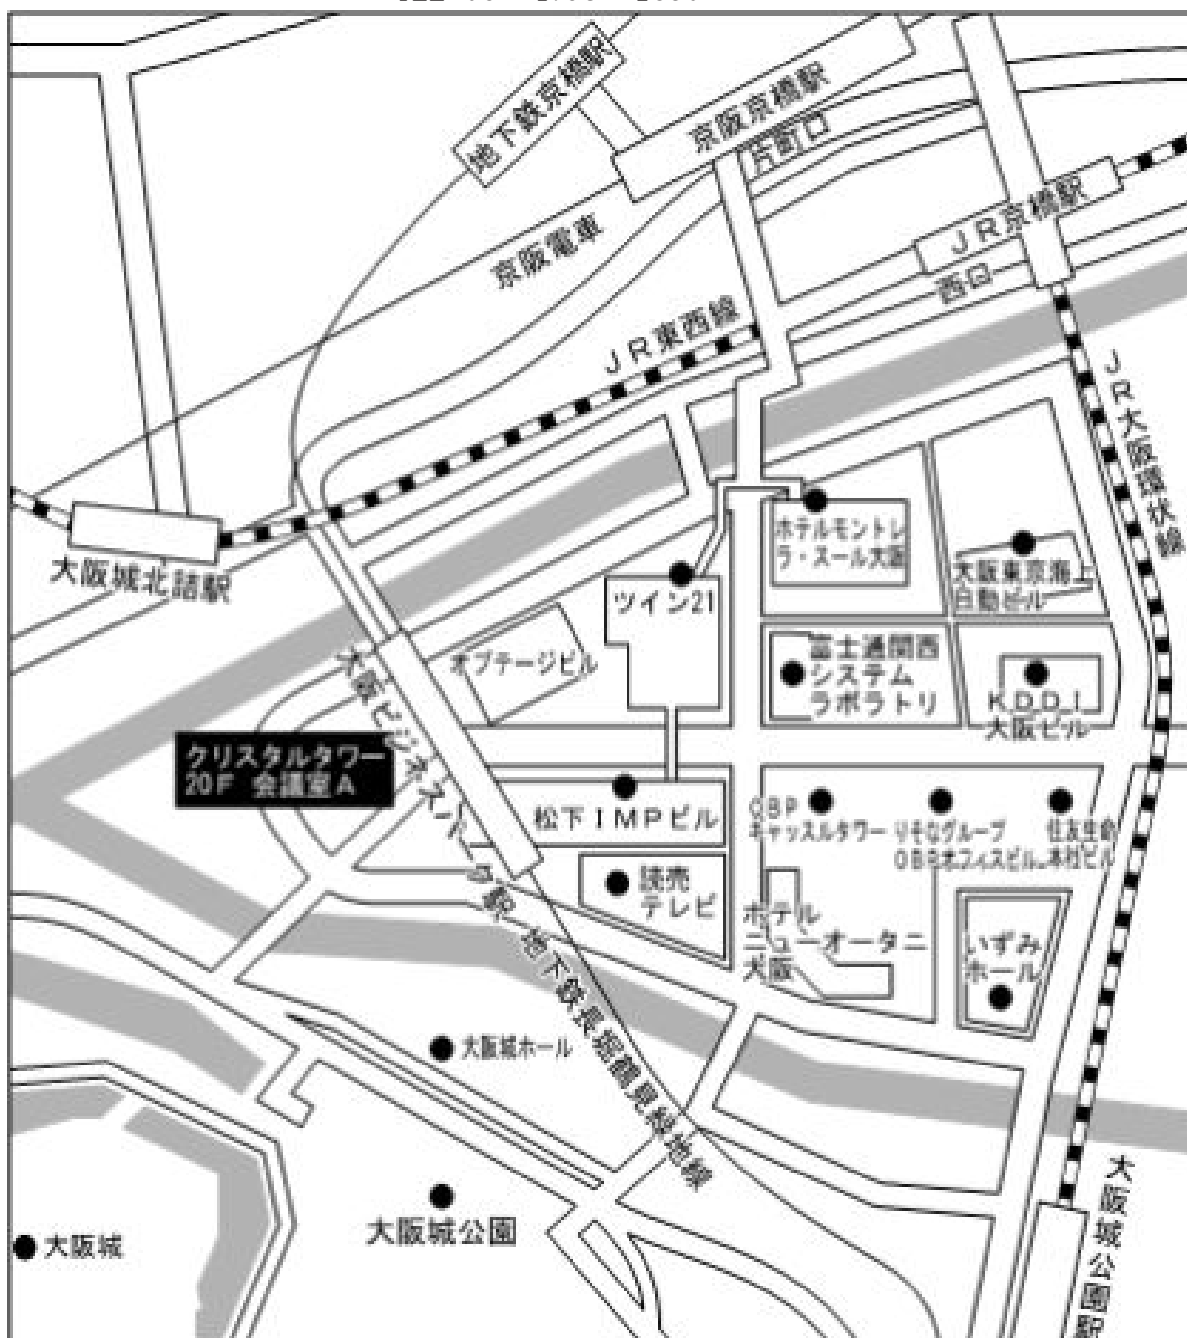 地下鉄京橋駅
京阪京橋駅
片町口
京阪電車
JR京橋駅
西口
JR東西線
JR大阪環状線
大阪城北詰駅
ホテルモントレ
ラ・スール大阪
大阪東京海上
日動ビル
ツイン21
オプテージビル
富士通関西
システム
ラボラトリ
KDDI
大阪ビル
大阪ビジネスパーク駅
クリスタルタワー
20F 会議室A
松下IMPビル
OBP
キャッスルタワー
りそなグループ
OBPオフィスビル
住友生命
本社ビル
読売
テレビ
ホテル
ニューオータニ
大阪
いずみ
ホール
地下鉄長堀鶴見緑地線
大阪城ホール
大阪城公園
大阪城
大阪城公園駅